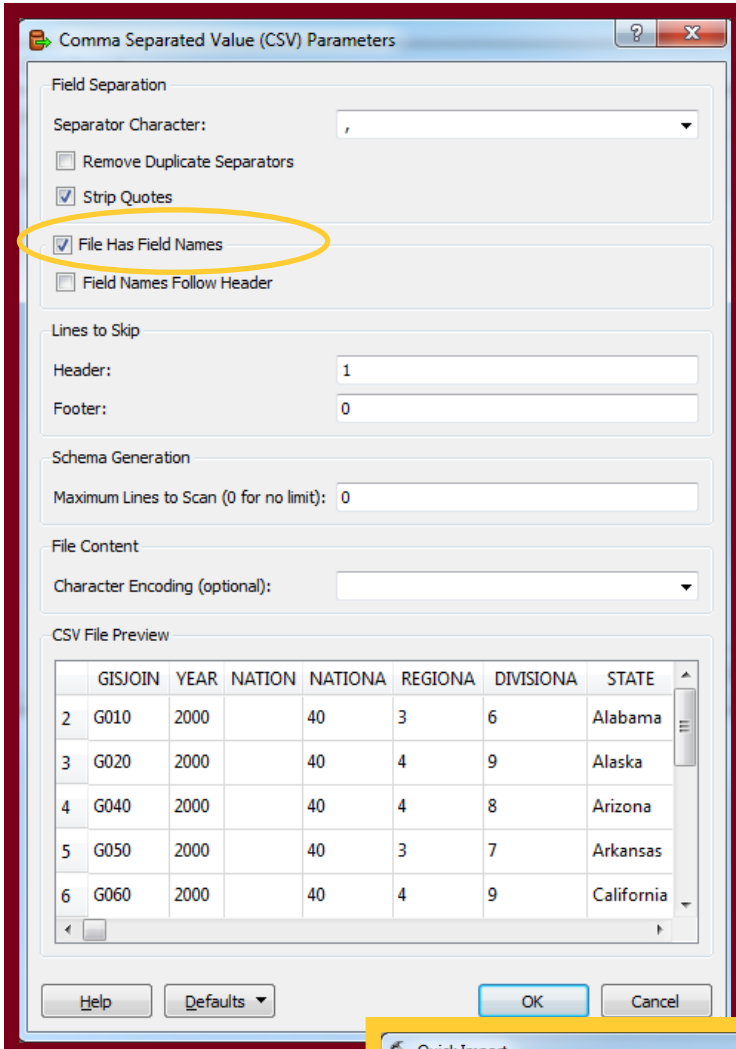 Comma Separated Value (CSV) Parameters
Field Separation
Separator Character: ,
Remove Duplicate Separators
Strip Quotes
File Has Field Names
Field Names Follow Header
Lines to Skip
Header: 1
Footer: 0
Schema Generation
Maximum Lines to Scan (0 for no limit): 0
File Content
Character Encoding (optional):
CSV File Preview
GISJOIN YEAR NATION NATIONA REGIONA DIVISIONA STATE
2 G010 2000 40 3 6 Alabama
3 G020 2000 40 4 9 Alaska
4 G040 2000 40 4 8 Arizona
5 G050 2000 40 3 7 Arkansas
6 G060 2000 40 4 9 California
Help Defaults OK Cancel
Quick Import